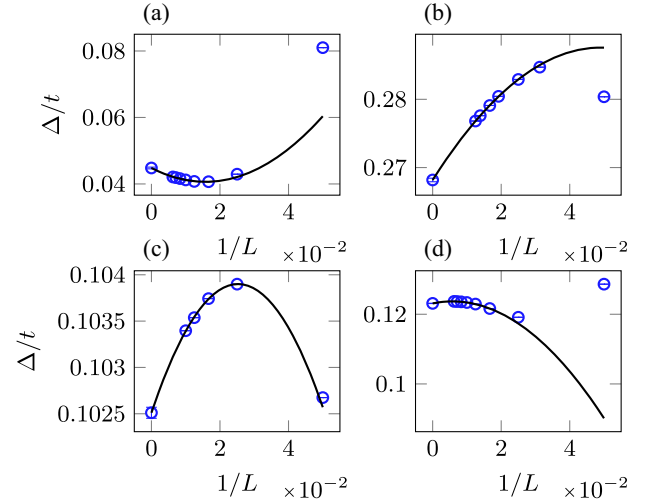 (a) (b)
0.08
0.06
0.04
Δ/t
0 2 4
1/L ×10⁻²
0.28
0.27
0 2 4
1/L ×10⁻²
(c) (d)
0.104
0.1035
0.103
0.1025
Δ/t
0 2 4
1/L ×10⁻²
0.12
0.1
0 2 4
1/L ×10⁻²